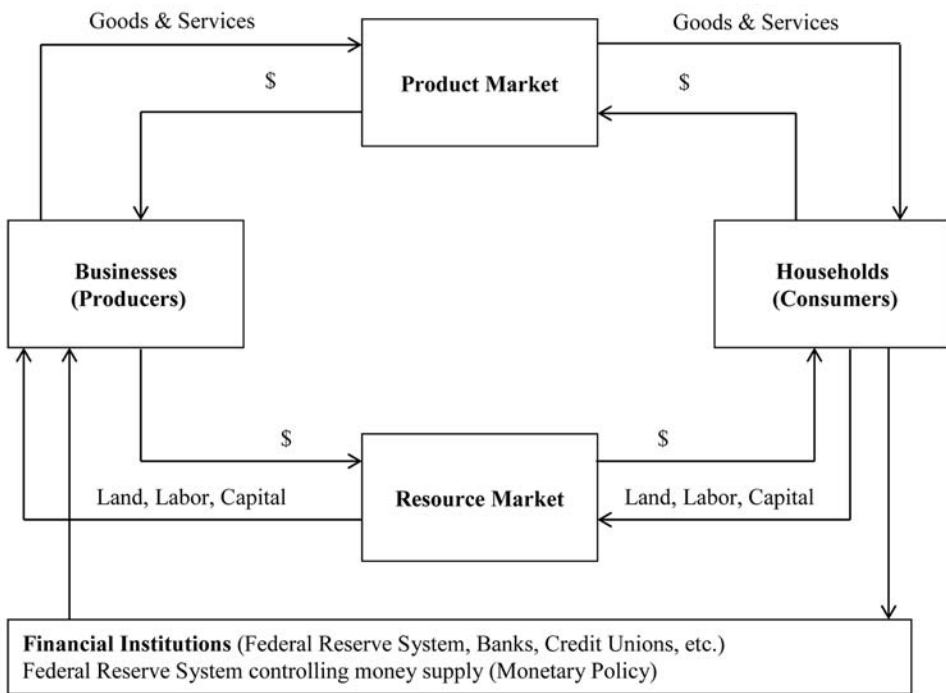 Goods & Services
Goods & Services
$
Product Market
$
Businesses
(Producers)
Households
(Consumers)
$
$
Land, Labor, Capital
Resource Market
Land, Labor, Capital
Financial Institutions (Federal Reserve System, Banks, Credit Unions, etc.)
Federal Reserve System controlling money supply (Monetary Policy)